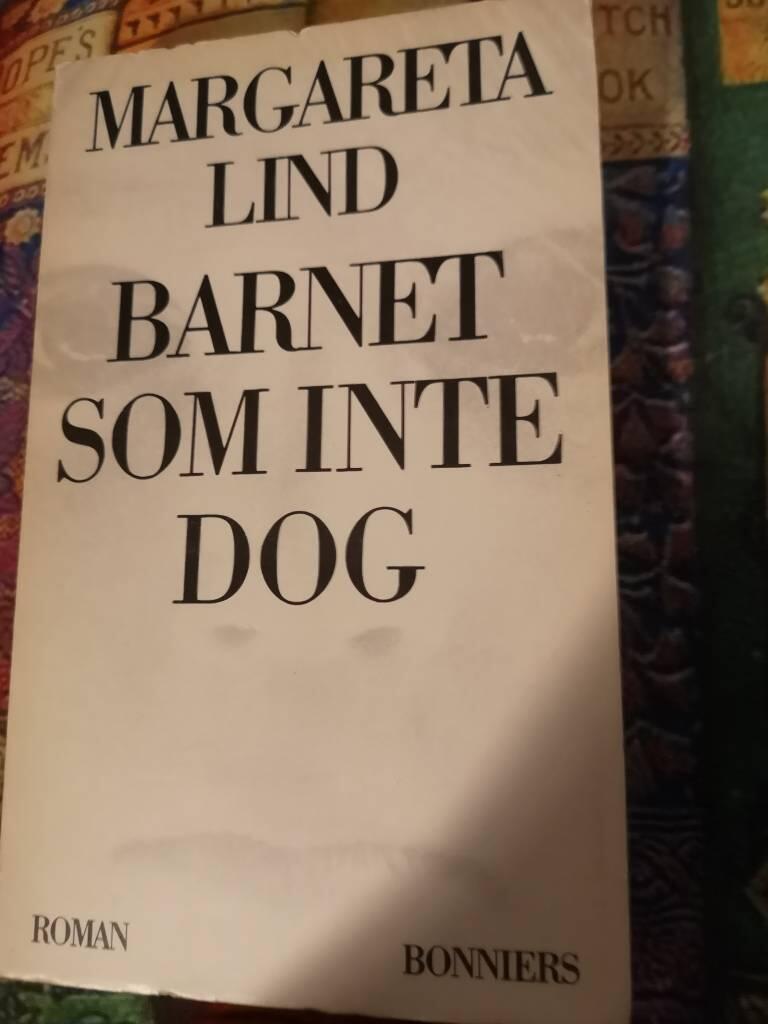 MARGARETA
LIND
BARNET
SOM INTE
DOG
ROMAN
BONNIERS